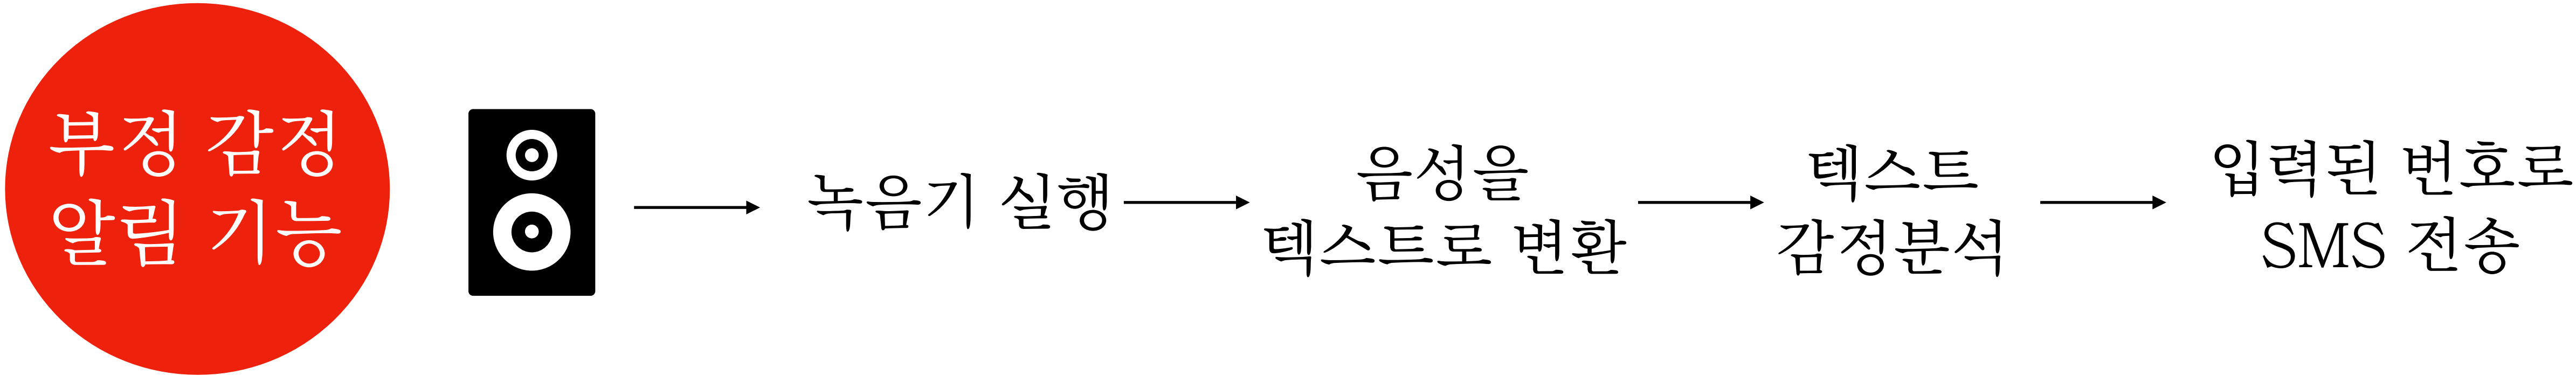 부정 감정
알림 기능
녹음기 실행
음성을
텍스트로 변환
텍스트
감정분석
입력된 번호로
SMS 전송